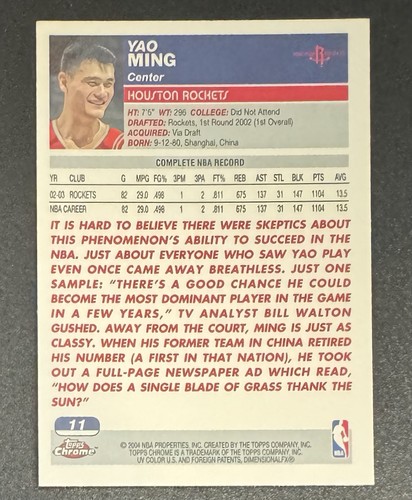 YAO
MING
Center
HOUSTON ROCKETS
HT: 7'6" WT: 296 COLLEGE: Did Not Attend
DRAFTED: Rockets, 1st Round 2002 (1st Overall)
ACQUIRED: Via Draft
BORN: 9-12-80, Shanghai, China
COMPLETE NBA RECORD
YR CLUB G MPG FG% 3PM 3PA FT% REB AST STL BLK PTS AVG
02-03 ROCKETS 82 29.0 .498 1 2 .811 675 137 31 147 1104 13.5
NBA CAREER 82 29.0 .498 1 2 .811 675 137 31 147 1104 13.5
IT IS HARD TO BELIEVE THERE WERE SKEPTICS ABOUT
THIS PHENOMENON'S ABILITY TO SUCCEED IN THE
NBA. JUST ABOUT EVERYONE WHO SAW YAO PLAY
EVEN ONCE CAME AWAY BREATHLESS. JUST ONE
SAMPLE: "THERE'S A GOOD CHANCE HE COULD
BECOME THE MOST DOMINANT PLAYER IN THE GAME
IN A FEW YEARS," TV ANALYST BILL WALTON
GUSHED. AWAY FROM THE COURT, MING IS JUST AS
CLASSY. WHEN HIS FORMER TEAM IN CHINA RETIRED
HIS NUMBER (A FIRST IN THAT NATION), HE TOOK
OUT A FULL-PAGE NEWSPAPER AD WHICH READ,
"HOW DOES A SINGLE BLADE OF GRASS THANK THE
SUN?"
11
Topps
Chrome
© 2004 NBA PROPERTIES, INC. CREATED BY THE TOPPS COMPANY, INC.
TOPPS CHROME IS A TRADEMARK OF THE TOPPS COMPANY, INC.
UV COLOR U.S. AND FOREIGN PATENTS, DIMENSIONALFX®
NBA